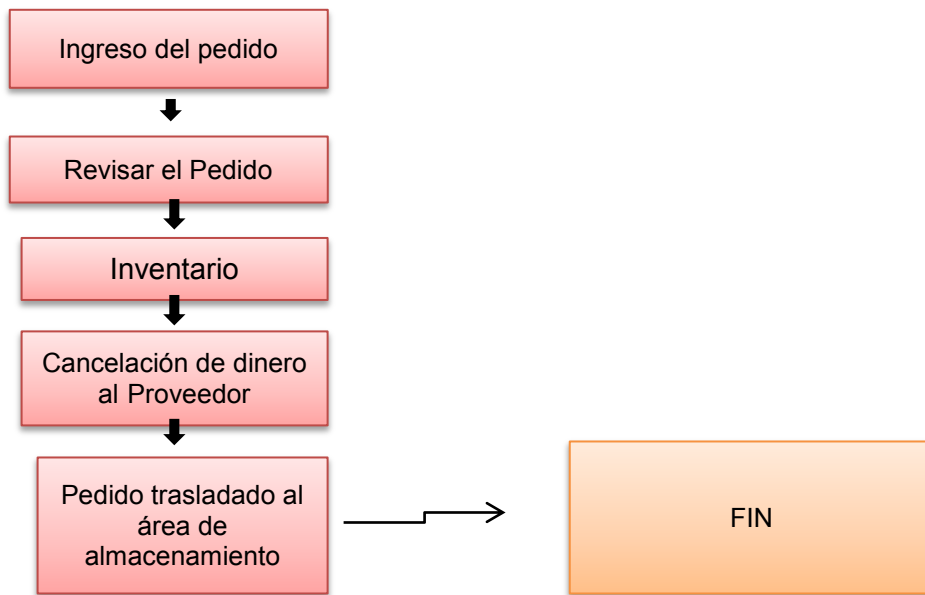 Ingreso del pedido
Revisar el Pedido
Inventario
Cancelación de dinero
al Proveedor
Pedido trasladado al
área de
almacenamiento
FIN